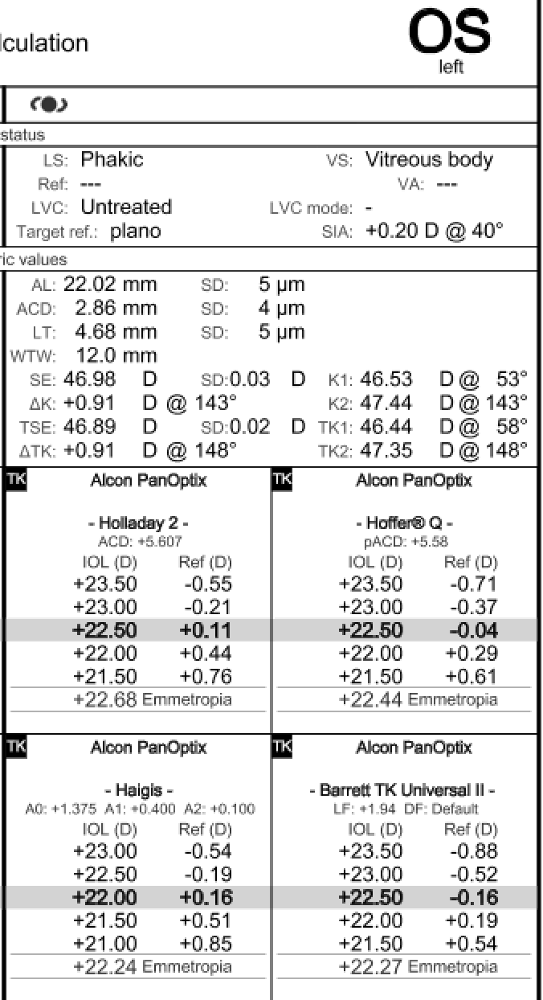 lculation
OS
left
status
LS: Phakic VS: Vitreous body
Ref: --- VA: ---
LVC: Untreated LVC mode: -
Target ref.: plano SIA: +0.20 D @ 40°
ric values
AL: 22.02 mm SD: 5 µm
ACD: 2.86 mm SD: 4 µm
LT: 4.68 mm SD: 5 µm
WTW: 12.0 mm
SE: 46.98 D SD:0.03 D K1: 46.53 D @ 53°
ΔK: +0.91 D @ 143° K2: 47.44 D @ 143°
TSE: 46.89 D SD:0.02 D TK1: 46.44 D @ 58°
ΔTK: +0.91 D @ 148° TK2: 47.35 D @ 148°
TK Alcon PanOptix
- Holladay 2 -
ACD: +5.607
IOL (D) Ref (D)
+23.50 -0.55
+23.00 -0.21
+22.50 +0.11
+22.00 +0.44
+21.50 +0.76
+22.68 Emmetropia
TK Alcon PanOptix
- Hoffer® Q -
pACD: +5.58
IOL (D) Ref (D)
+23.50 -0.71
+23.00 -0.37
+22.50 -0.04
+22.00 +0.29
+21.50 +0.61
+22.44 Emmetropia
TK Alcon PanOptix
- Haigis -
A0: +1.375 A1: +0.400 A2: +0.100
IOL (D) Ref (D)
+23.00 -0.54
+22.50 -0.19
+22.00 +0.16
+21.50 +0.51
+21.00 +0.85
+22.24 Emmetropia
TK Alcon PanOptix
- Barrett TK Universal II -
LF: +1.94 DF: Default
IOL (D) Ref (D)
+23.50 -0.88
+23.00 -0.52
+22.50 -0.16
+22.00 +0.19
+21.50 +0.54
+22.27 Emmetropia